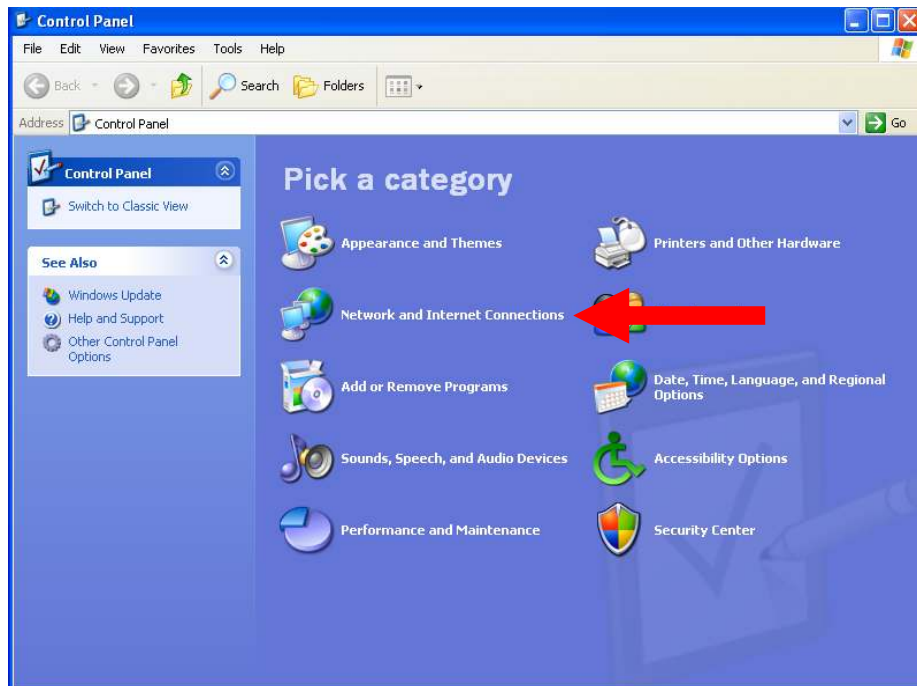 Control Panel
File Edit View Favorites Tools Help
Back Search Folders
Address Control Panel Go
Control Panel
Switch to Classic View
See Also
Windows Update
Help and Support
Other Control Panel
Options
Pick a category
Appearance and Themes
Printers and Other Hardware
Network and Internet Connections
Add or Remove Programs
Date, Time, Language, and Regional
Options
Sounds, Speech, and Audio Devices
Accessibility Options
Performance and Maintenance
Security Center